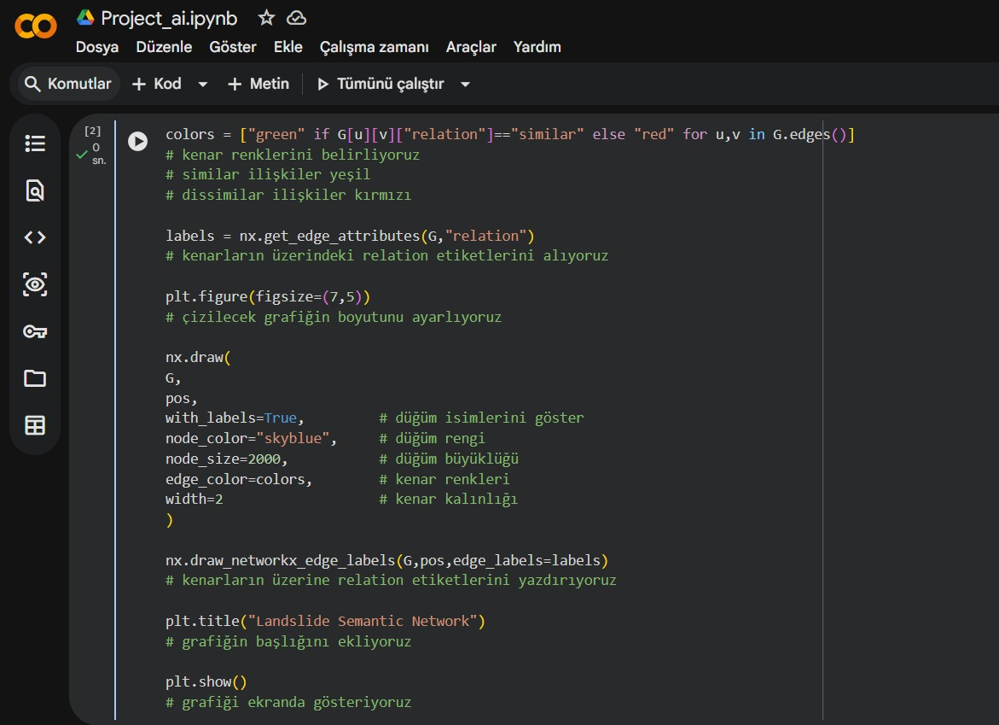 Project_ai.ipynb
Dosya Düzenle Göster Ekle Çalışma zamanı Araçlar Yardım
Komutlar + Kod + Metin Tümünü çalıştır
[2]
0
sn.
colors = ["green" if G[u][v]["relation"]=="similar" else "red" for u,v in G.edges()]
# kenar renklerini belirliyoruz
# similar ilişkiler yeşil
# dissimilar ilişkiler kırmızı
labels = nx.get_edge_attributes(G,"relation")
# kenarların üzerindeki relation etiketlerini alıyoruz
plt.figure(figsize=(7,5))
# çizilecek grafiğin boyutunu ayarlıyoruz
nx.draw(
G,
pos,
with_labels=True, # düğüm isimlerini göster
node_color="skyblue", # düğüm rengi
node_size=2000, # düğüm büyüklüğü
edge_color=colors, # kenar renkleri
width=2 # kenar kalınlığı
)
nx.draw_networkx_edge_labels(G,pos,edge_labels=labels)
# kenarların üzerine relation etiketlerini yazdırıyoruz
plt.title("Landslide Semantic Network")
# grafiğin başlığını ekliyoruz
plt.show()
# grafiği ekranda gösteriyoruz